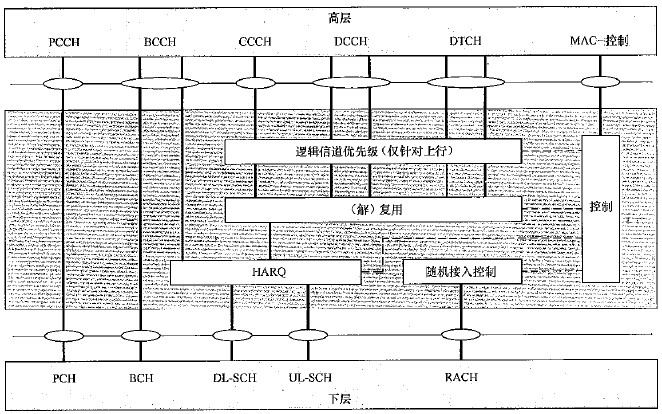 高层
PCCH BCCH CCCH DCCH DTCH MAC-控制
逻辑信道优先级(仅针对上行)
(解)复用
控制
HARQ 随机接入控制
PCH BCH DL-SCH UL-SCH RACH
下层